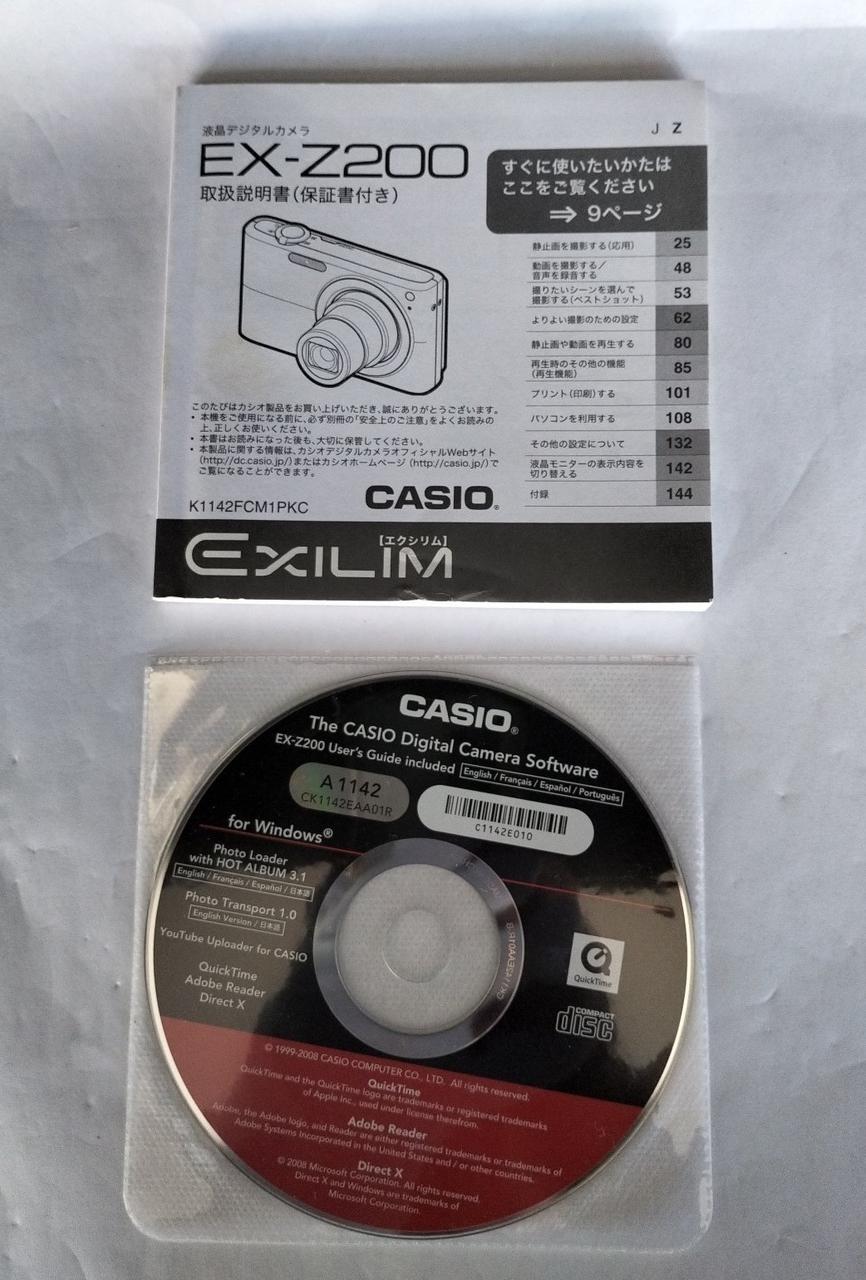 液晶デジタルカメラ
EX-Z200
取扱説明書(保証書付き)
J Z
すぐに使いたいかたは
ここをご覧ください
⇒ 9ページ
静止画を撮影する(応用) 25
動画を撮影する/
音声を録音する 48
撮りたいシーンを選んで
撮影する(ベストショット) 53
よりよい撮影のための設定 62
静止画や動画を再生する 80
再生時のその他の機能
(再生機能) 85
プリント(印刷)する 101
パソコンを利用する 108
その他の設定について 132
液晶モニターの表示内容を
切り替える 142
付録 144
このたびはカシオ製品をお買い上げいただき、誠にありがとうございます。
• 本機をご使用になる前に、必ず別冊の「安全上のご注意」をよくお読みの
上、正しくお使いください。
• 本書はお読みになった後も、大切に保管してください。
• 本製品に関する情報は、カシオデジタルカメラオフィシャルWebサイト
(http://dc.casio.jp/)またはカシオホームページ(http://casio.jp/)で
ご覧になることができます。
K1142FCM1PKC
CASIO®
【エクシリム】
EXILIM
CASIO®
The CASIO Digital Camera Software
EX-Z200 User's Guide included English / Français / Español / Português
A1142
CK1142EAA01R
C1142E010
for Windows®
Photo Loader
with HOT ALBUM 3.1
English / Français / Español / 日本語
Photo Transport 1.0
English Version / 日本語
YouTube Uploader for CASIO
QuickTime
Adobe Reader
Direct X
QuickTime
COMPACT
disc
© 1999-2008 CASIO COMPUTER CO., LTD. All rights reserved.
QuickTime
QuickTime and the QuickTime logo are trademarks or registered trademarks
of Apple Inc., used under license therefrom.
Adobe Reader
Adobe, the Adobe logo, and Reader are either registered trademarks or trademarks of
Adobe Systems Incorporated in the United States and / or other countries.
Direct X
© 2008 Microsoft Corporation. All rights reserved.
Direct X and Windows are trademarks of
Microsoft Corporation.